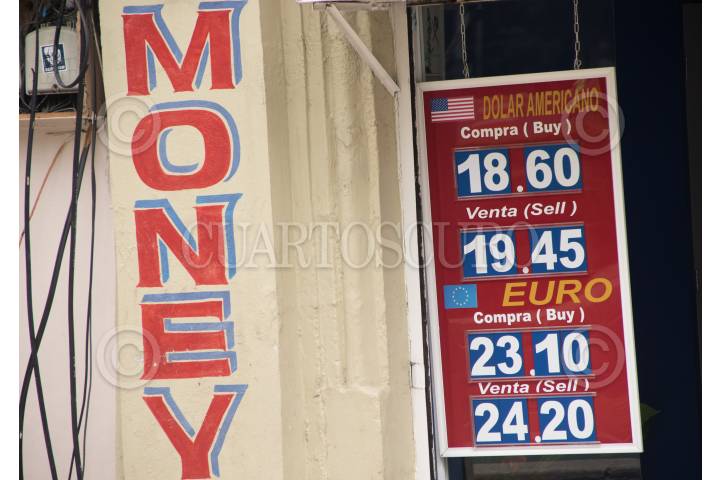 MONEY
DOLAR AMERICANO
Compra ( Buy )
18.60
Venta (Sell )
19.45
EURO
Compra ( Buy )
23.10
Venta (Sell )
24.20
CUARTOSCURO